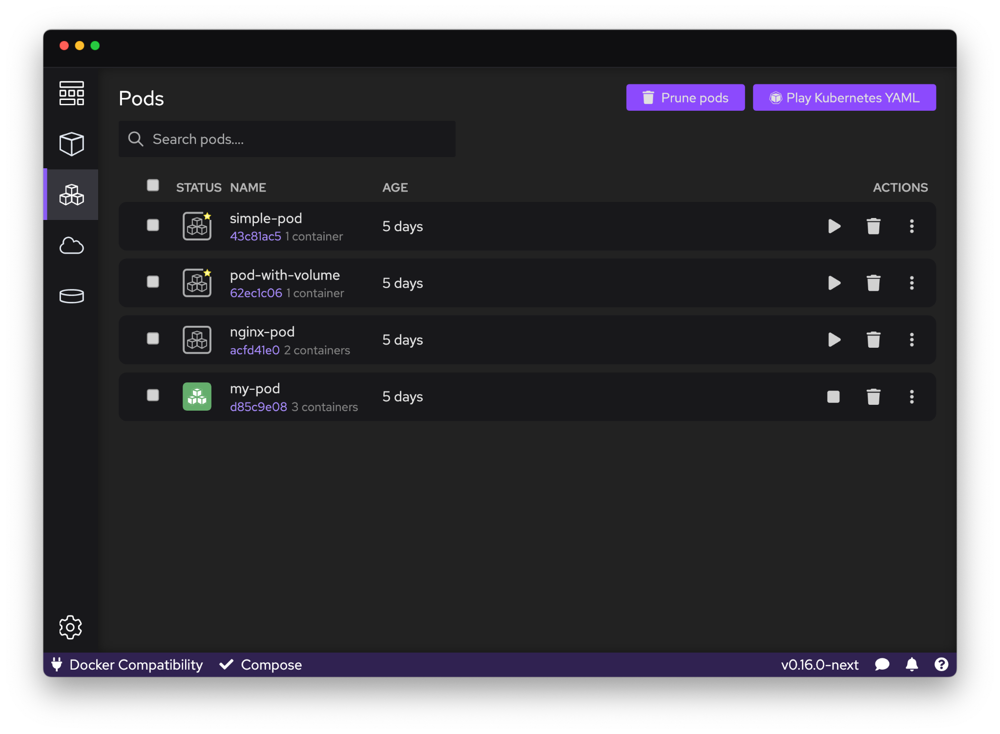 Pods
Prune pods
Play Kubernetes YAML
Search pods....
STATUS NAME AGE ACTIONS
simple-pod
43c81ac5 1 container
5 days
pod-with-volume
62ec1c06 1 container
5 days
nginx-pod
acfd41e0 2 containers
5 days
my-pod
d85c9e08 3 containers
5 days
Docker Compatibility Compose v0.16.0-next